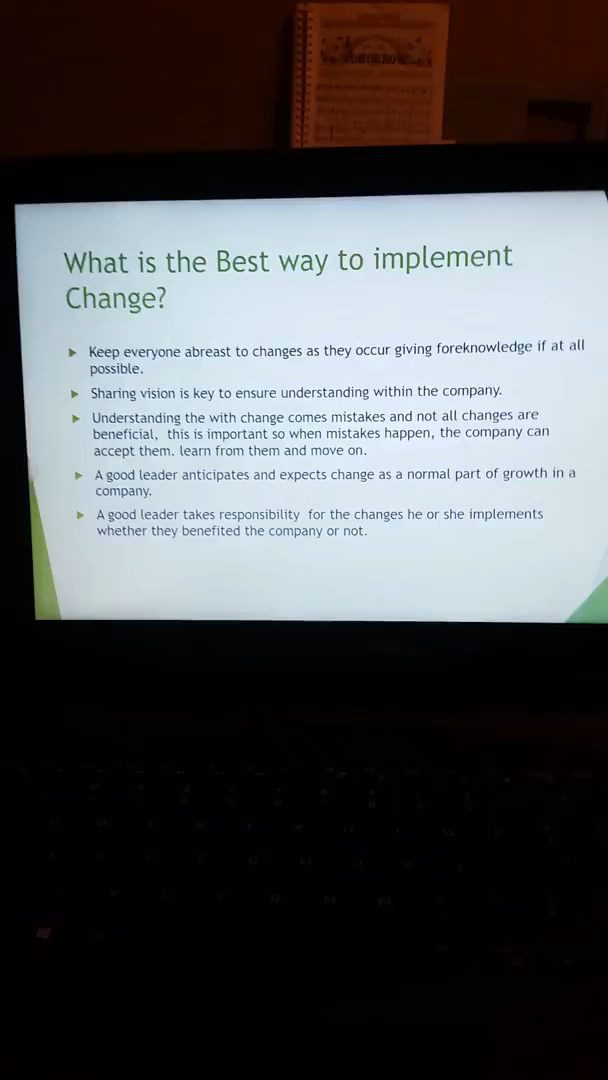 What is the Best way to implement
Change?
Keep everyone abreast to changes as they occur giving foreknowledge if at all
possible.
Sharing vision is key to ensure understanding within the company.
Understanding the with change comes mistakes and not all changes are
beneficial, this is important so when mistakes happen, the company can
accept them. learn from them and move on.
A good leader anticipates and expects change as a normal part of growth in a
company.
A good leader takes responsibility for the changes he or she implements
whether they benefited the company or not.